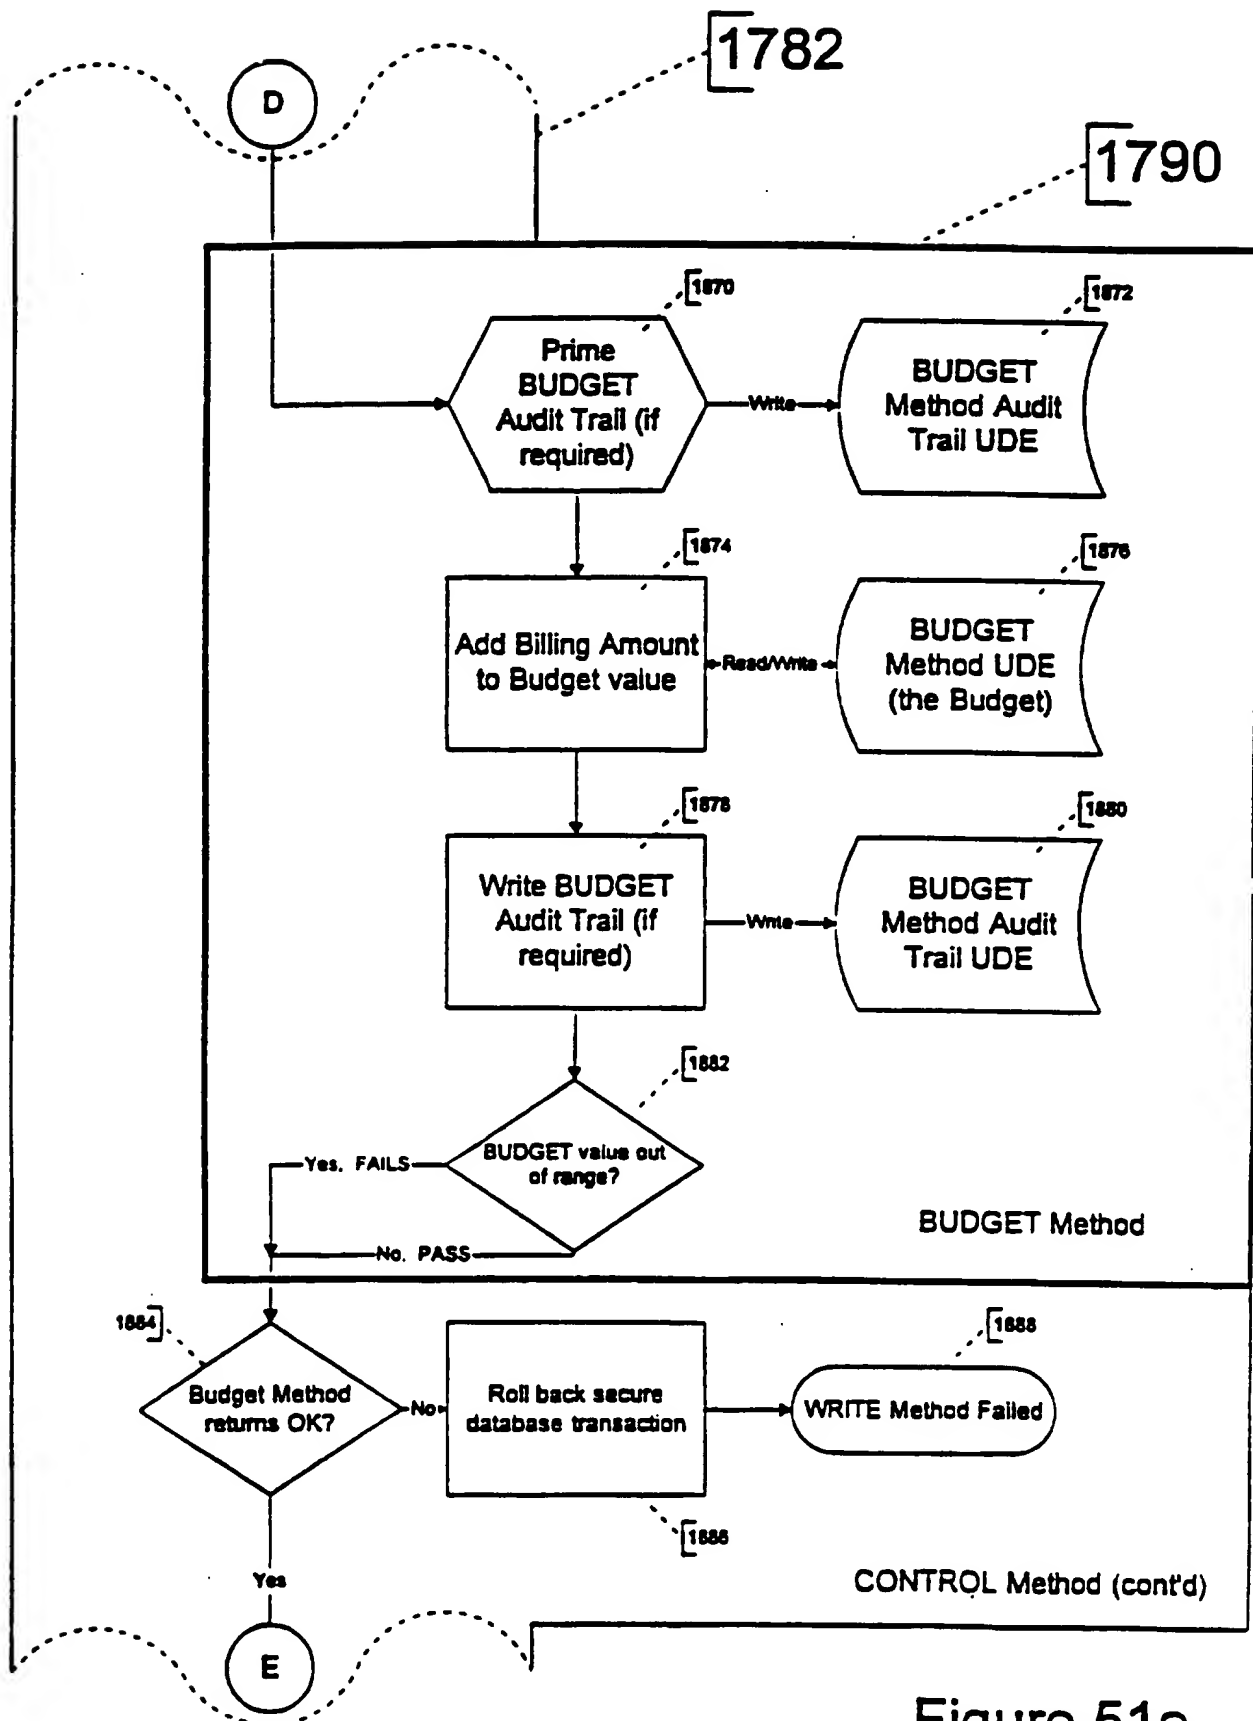 1782
D
1790
1870
1872
Prime
BUDGET
Audit Trail (if
required)
Write
BUDGET
Method Audit
Trail UDE
1874
1876
Add Billing Amount
to Budget value
Read/Write
BUDGET
Method UDE
(the Budget)
1878
1880
Write BUDGET
Audit Trail (if
required)
Write
BUDGET
Method Audit
Trail UDE
1882
BUDGET value out
of range?
Yes, FAILS
BUDGET Method
No, PASS
1884
1888
Budget Method
returns OK?
No
Roll back secure
database transaction
WRITE Method Failed
1886
Yes
CONTROL Method (cont'd)
E
Figure